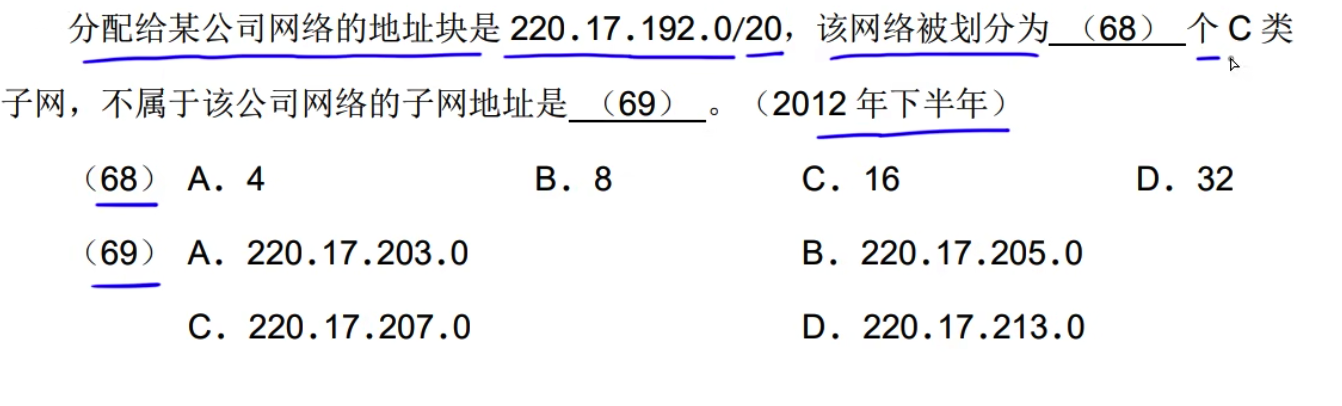 分配给某公司网络的地址块是 220.17.192.0/20，该网络被划分为 （68） 个 C 类
子网，不属于该公司网络的子网地址是 （69） 。（2012 年下半年）
（68） A. 4 B. 8 C. 16 D. 32
（69） A. 220.17.203.0 B. 220.17.205.0
C. 220.17.207.0 D. 220.17.213.0